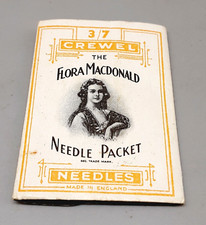 3/7
CREWEL
THE
FLORA MACDONALD
NEEDLE PACKET
REG. TRADE MARK.
NEEDLES
MADE IN ENGLAND